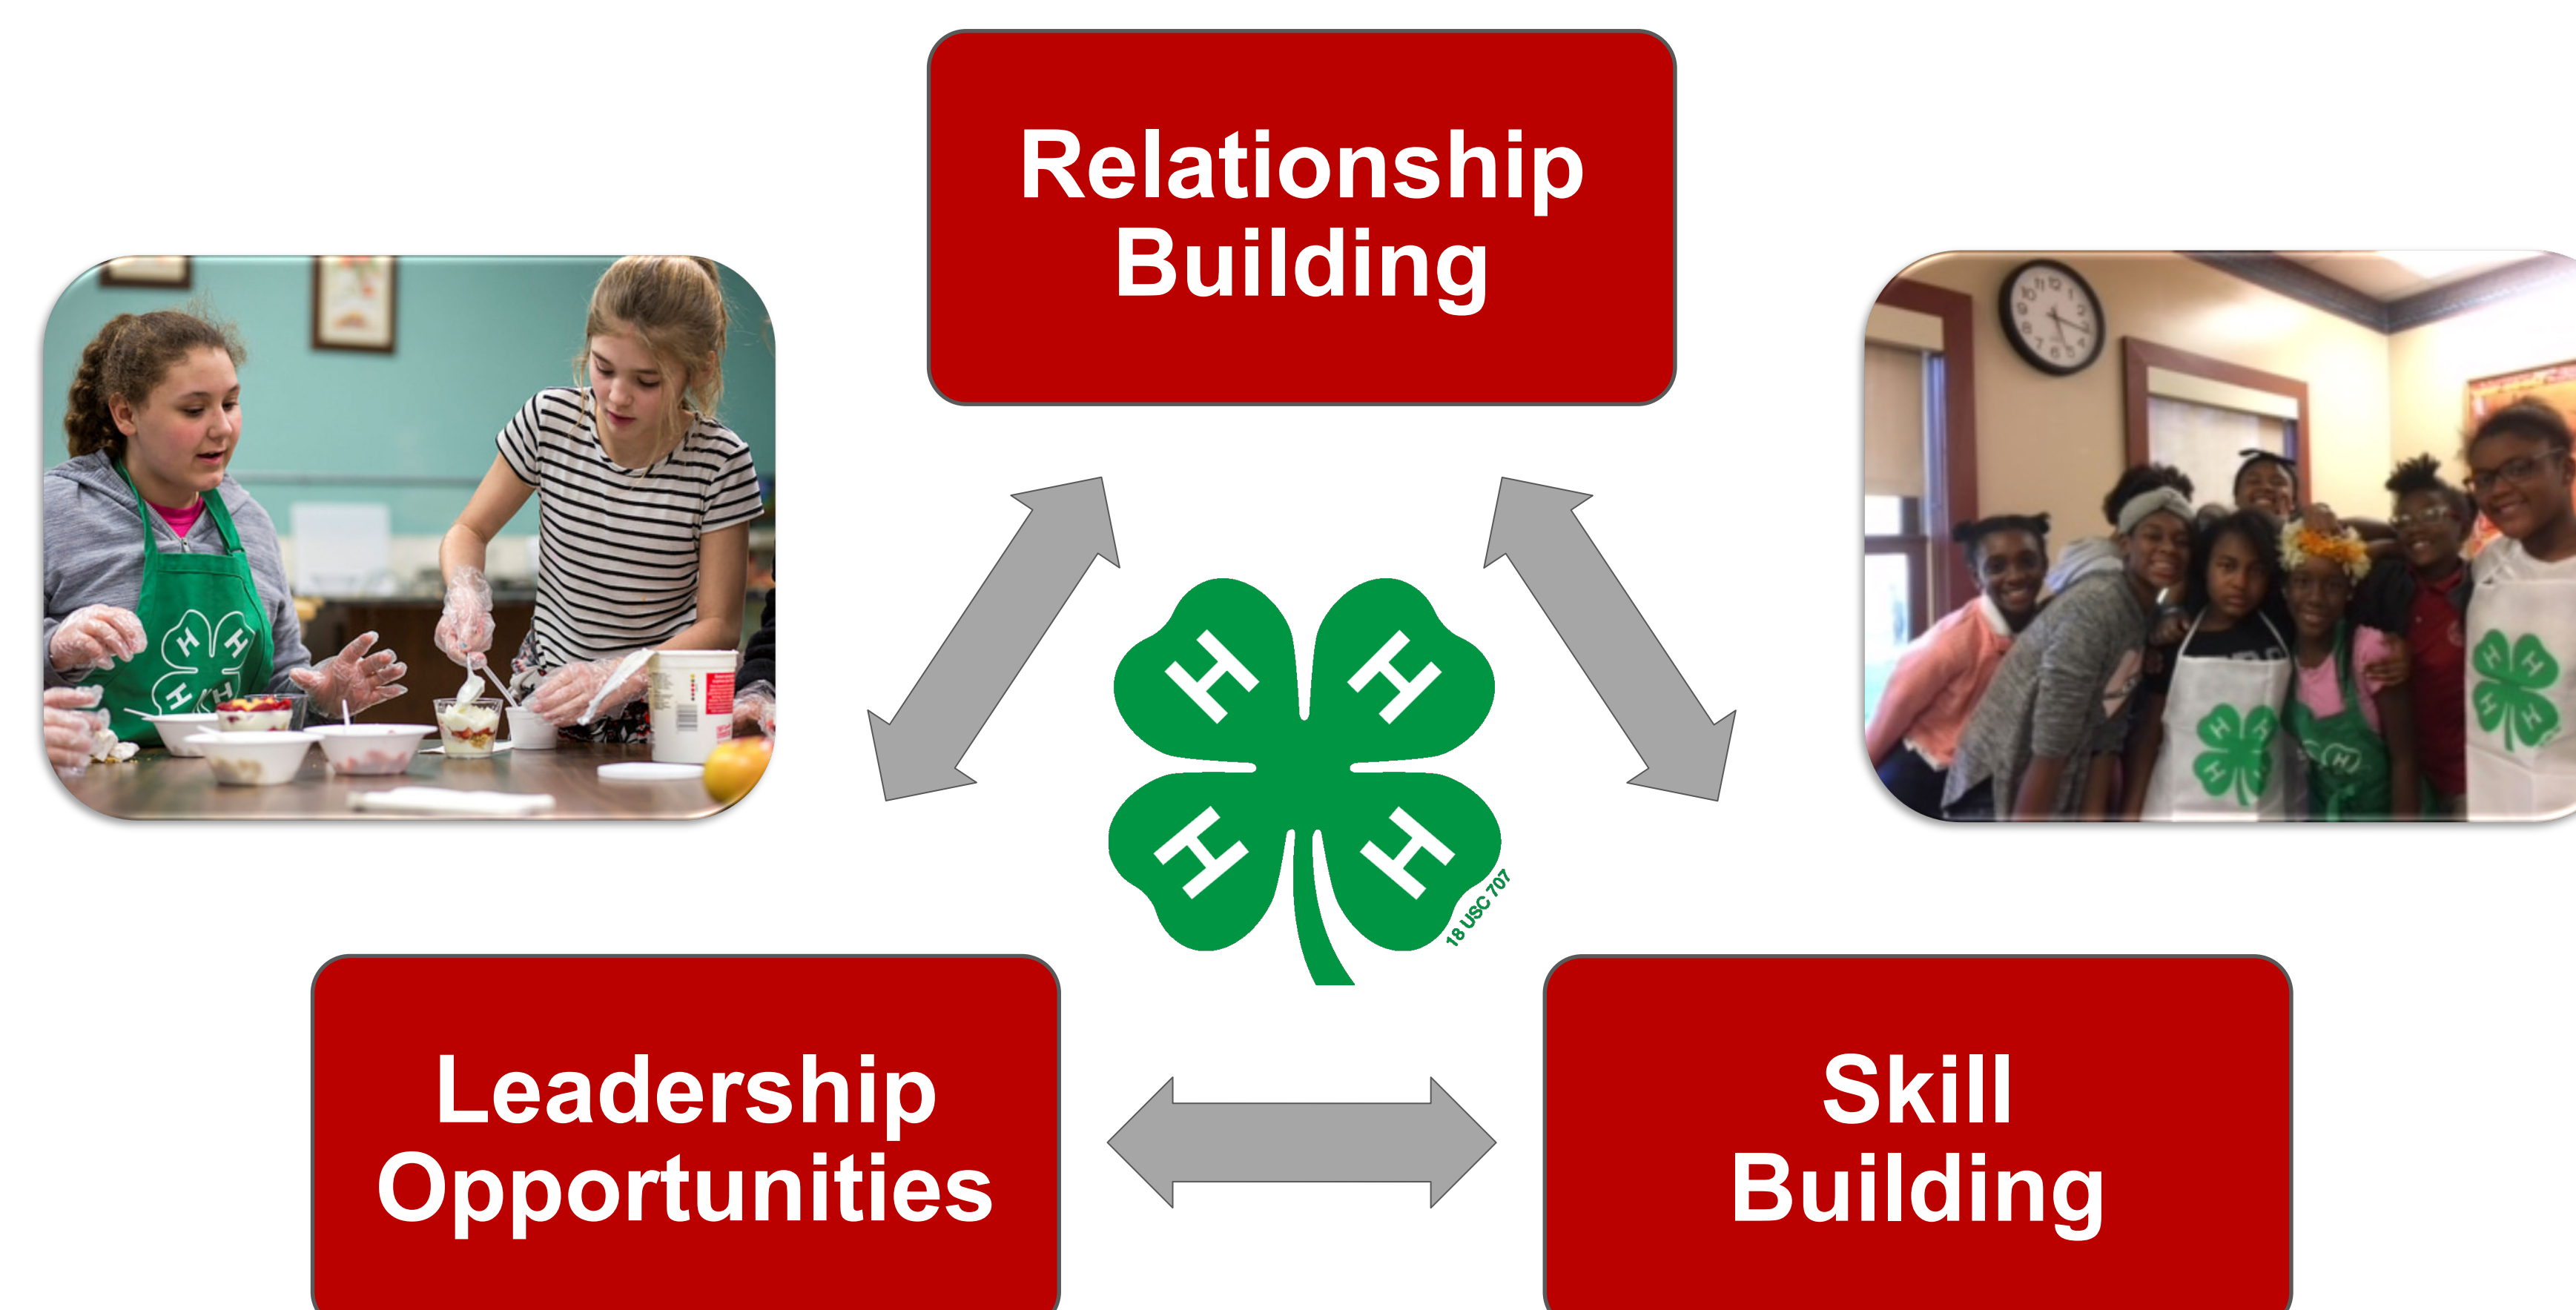 Relationship
Building
H H
H H
18 USC 707
Leadership
Opportunities
Skill
Building